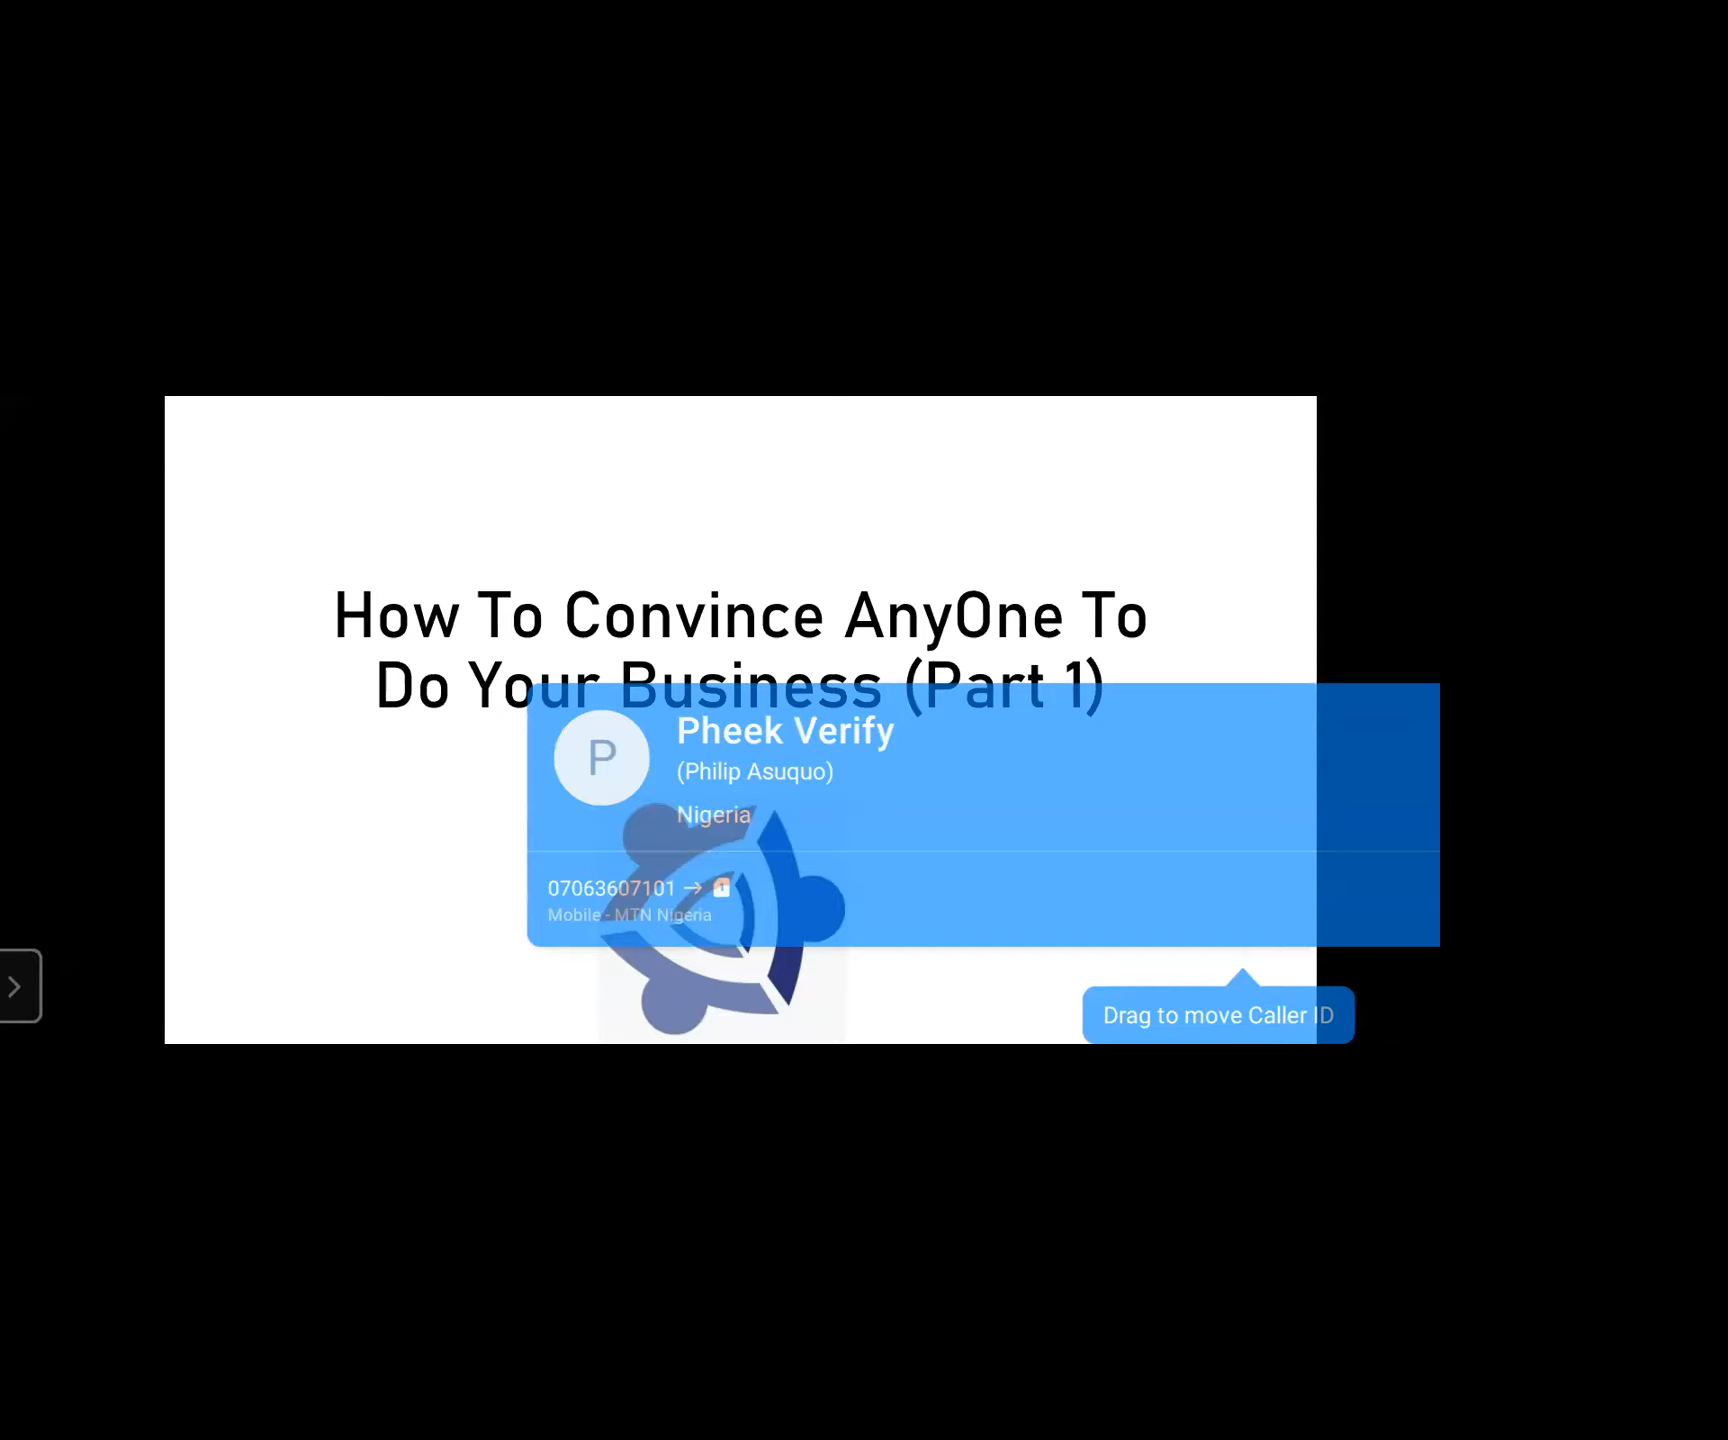 How To Convince AnyOne To
Do Your Business (Part 1)
P
Pheek Verify
(Philip Asuquo)
Nigeria
07063607101 → 1
Mobile - MTN Nigeria
Drag to move Caller ID